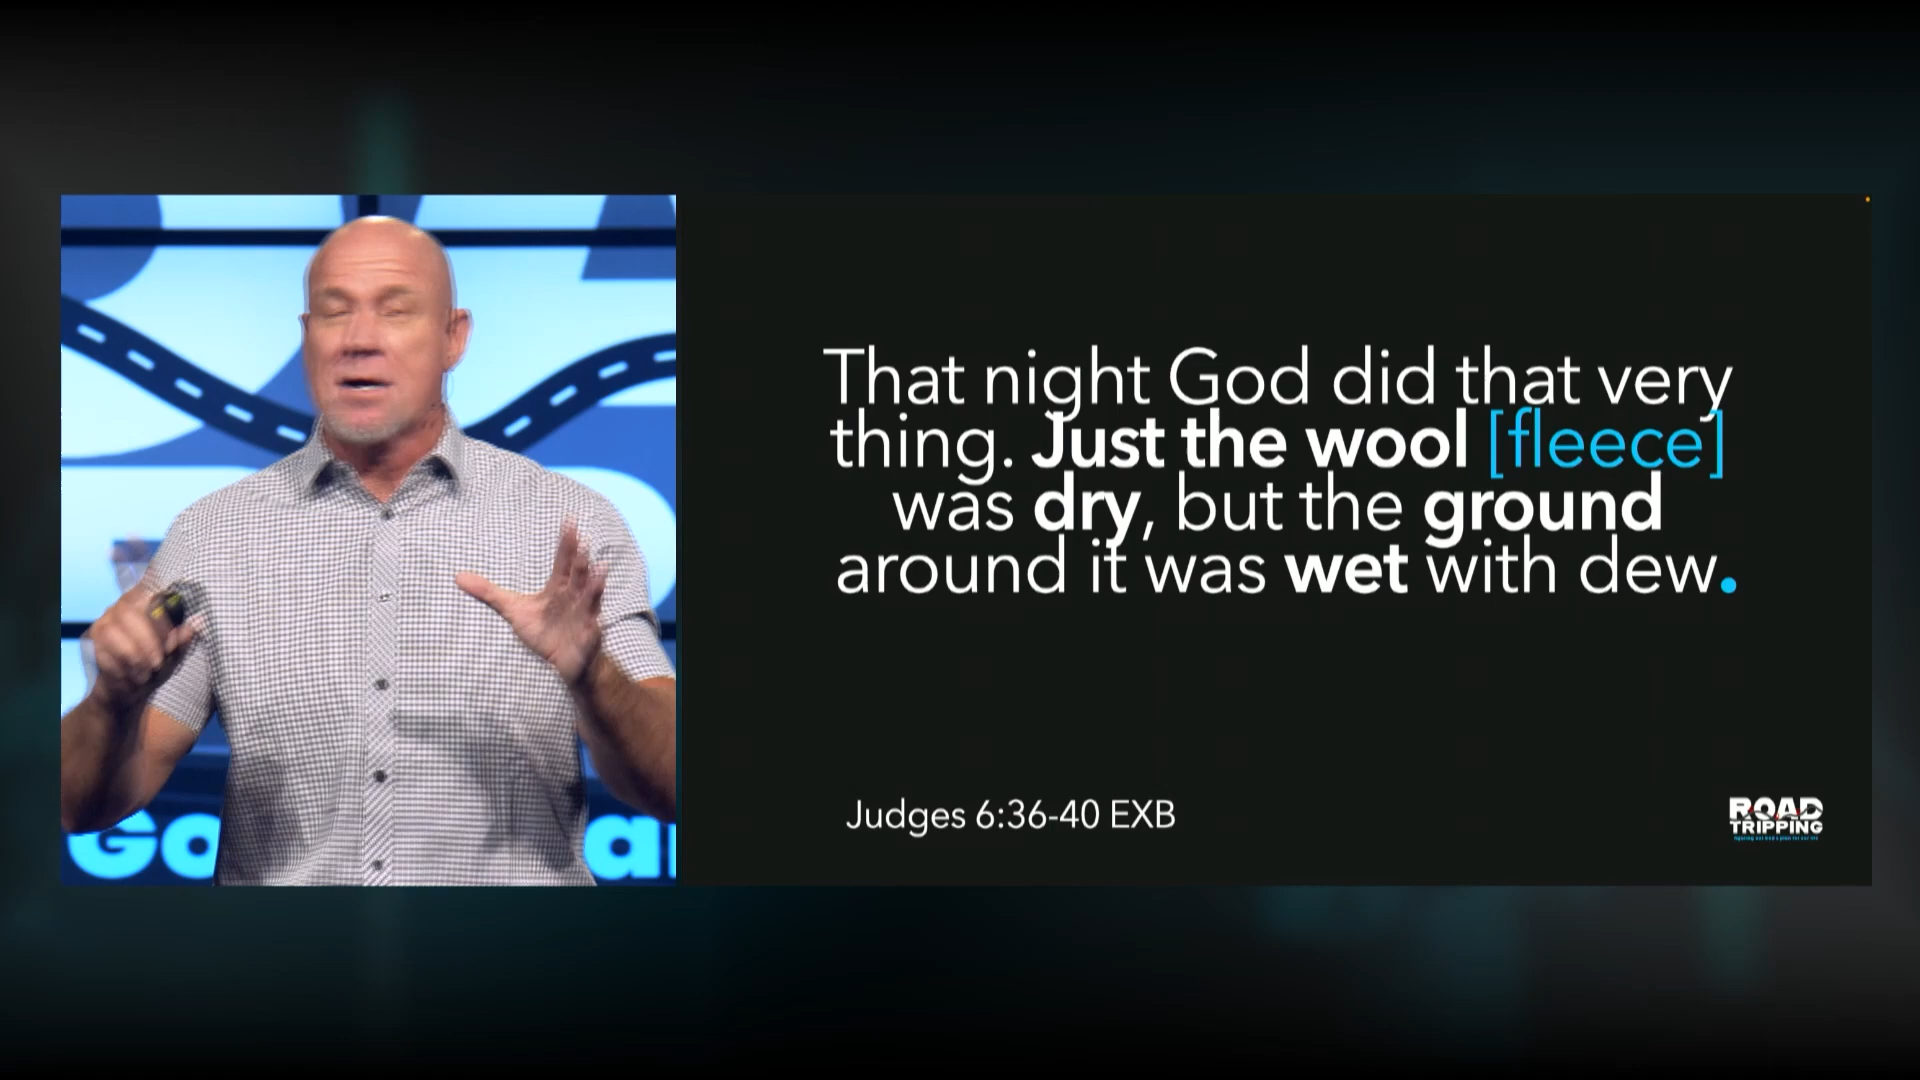 That night God did that very
thing. Just the wool [fleece]
was dry, but the ground
around it was wet with dew.
Judges 6:36-40 EXB
ROAD
TRIPPING
Go
a